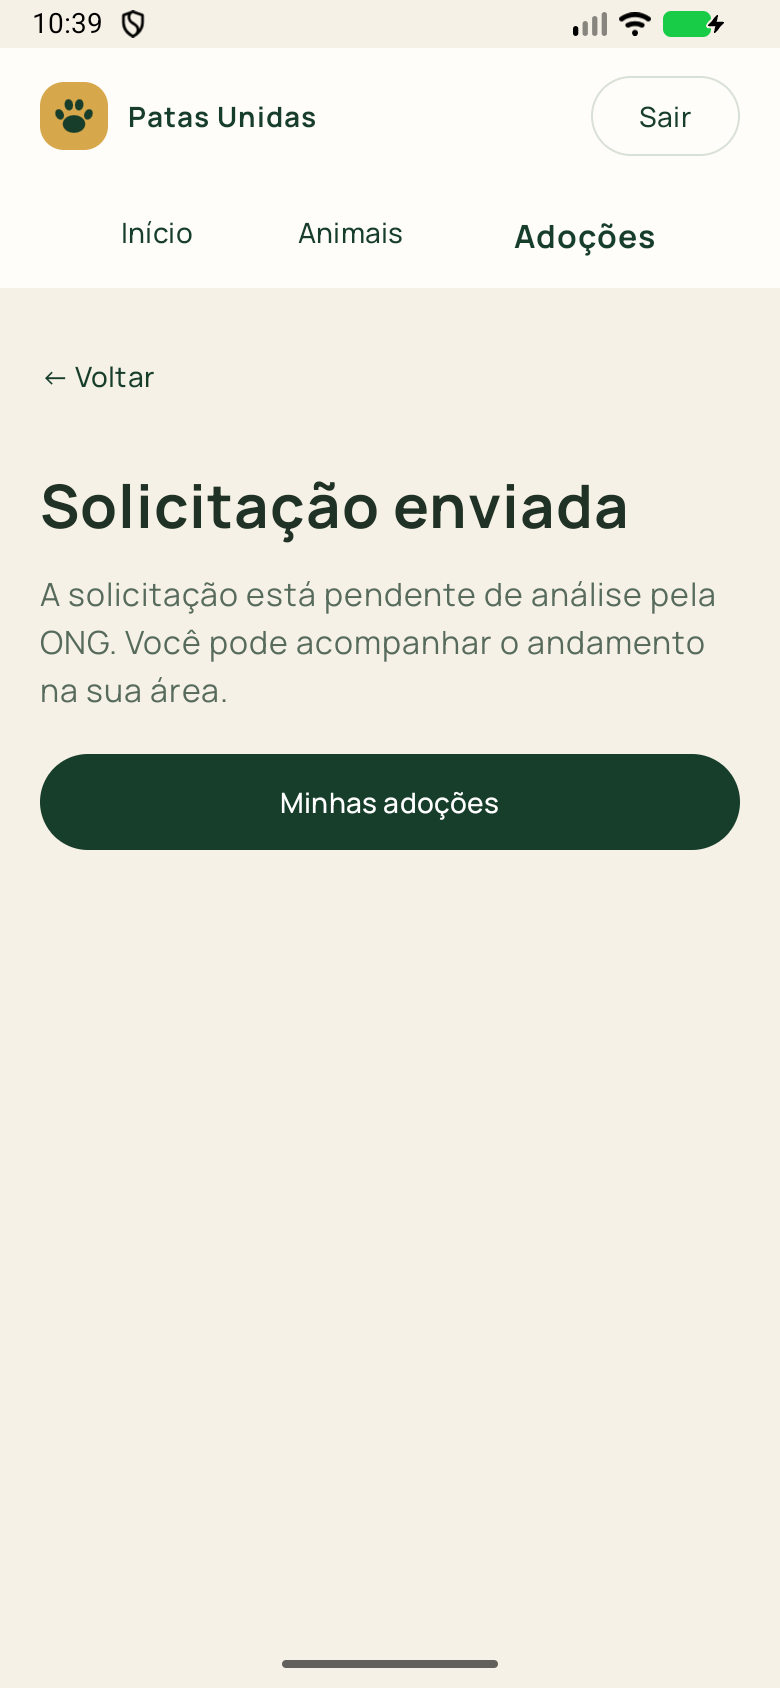 10:39
Patas Unidas
Sair
Início
Animais
Adoções
← Voltar
Solicitação enviada
A solicitação está pendente de análise pela
ONG. Você pode acompanhar o andamento
na sua área.
Minhas adoções